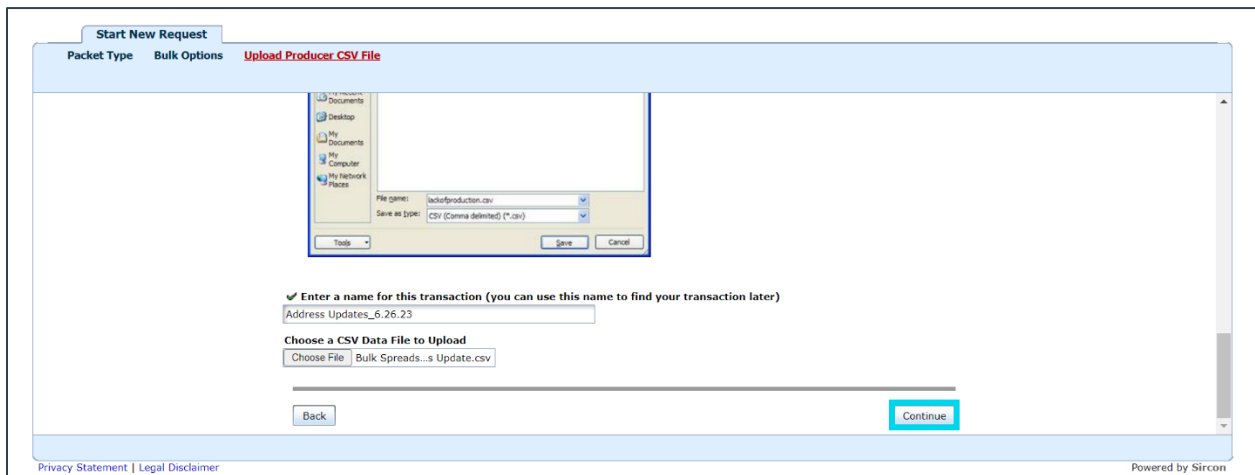 Start New Request
Packet Type Bulk Options Upload Producer CSV File
Documents
Desktop
My Documents
My Computer
My Network Places
File name: lackofproduction.csv
Save as type: CSV (Comma delimited) (*.csv)
Tools Save Cancel
Enter a name for this transaction (you can use this name to find your transaction later)
Address Updates_6.26.23
Choose a CSV Data File to Upload
Choose File Bulk Spreads...s Update.csv
Back Continue
Privacy Statement | Legal Disclaimer Powered by Sircon